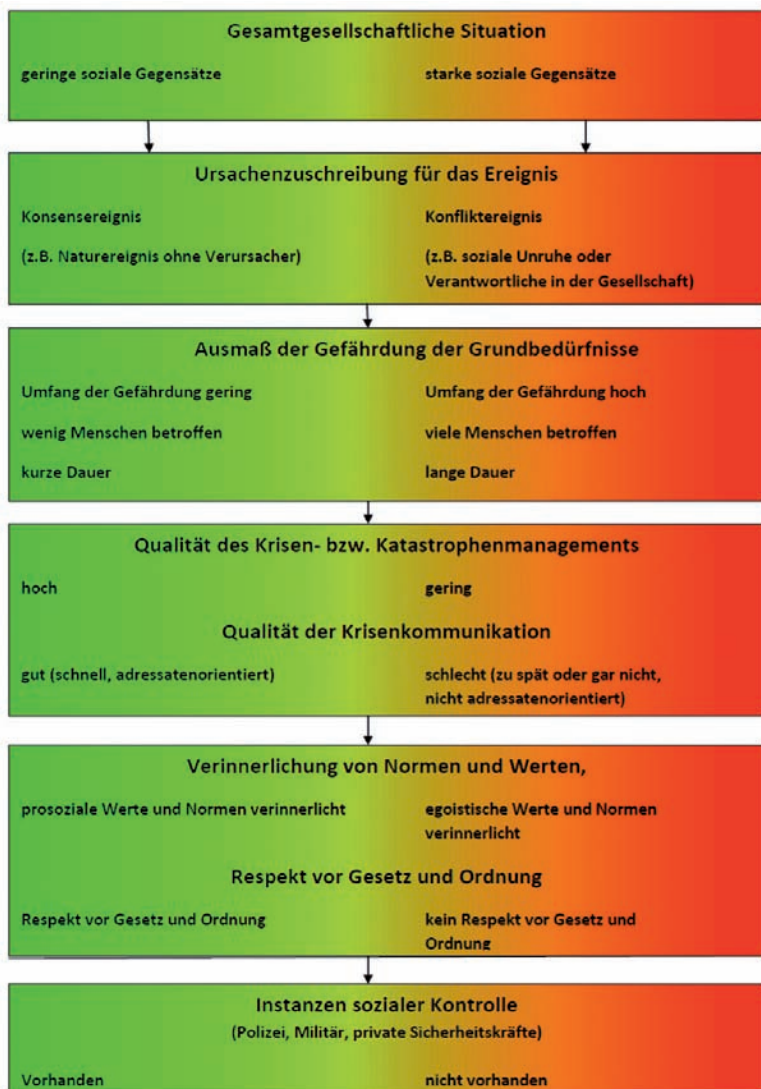 Gesamtgesellschaftliche Situation
geringe soziale Gegensätze
starke soziale Gegensätze
Ursachenzuschreibung für das Ereignis
Konsensereignis
Konfliktereignis
(z.B. Naturereignis ohne Verursacher)
(z.B. soziale Unruhe oder
Verantwortliche in der Gesellschaft)
Ausmaß der Gefährdung der Grundbedürfnisse
Umfang der Gefährdung gering
Umfang der Gefährdung hoch
wenig Menschen betroffen
viele Menschen betroffen
kurze Dauer
lange Dauer
Qualität des Krisen- bzw. Katastrophenmanagements
hoch
gering
Qualität der Krisenkommunikation
gut (schnell, adressatenorientiert)
schlecht (zu spät oder gar nicht,
nicht adressatenorientiert)
Verinnerlichung von Normen und Werten,
prosoziale Werte und Normen verinnerlicht
egoistische Werte und Normen
verinnerlicht
Respekt vor Gesetz und Ordnung
Respekt vor Gesetz und Ordnung
kein Respekt vor Gesetz und
Ordnung
Instanzen sozialer Kontrolle
(Polizei, Militär, private Sicherheitskräfte)
Vorhanden
nicht vorhanden